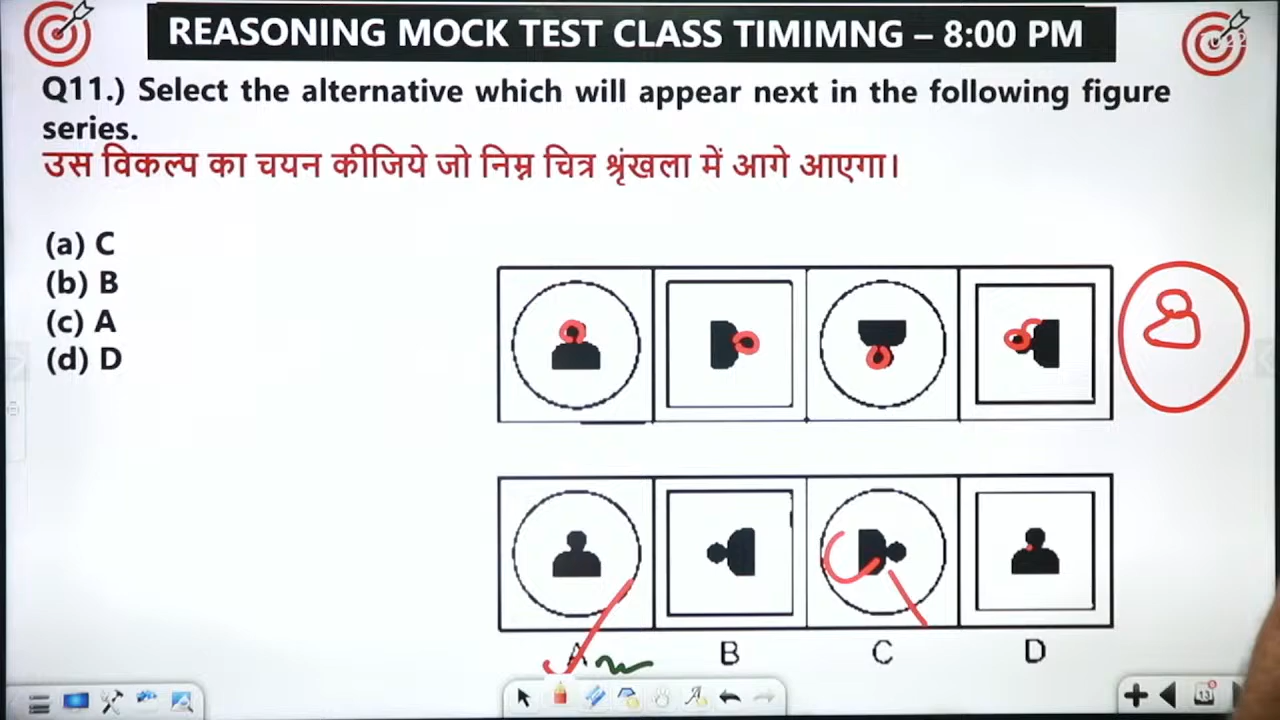 REASONING MOCK TEST CLASS TIMIMNG – 8:00 PM
Q11.) Select the alternative which will appear next in the following figure
series.
उस विकल्प का चयन कीजिये जो निम्न चित्र श्रृंखला में आगे आएगा।
(a) C
(b) B
(c) A
(d) D
A B C D
13